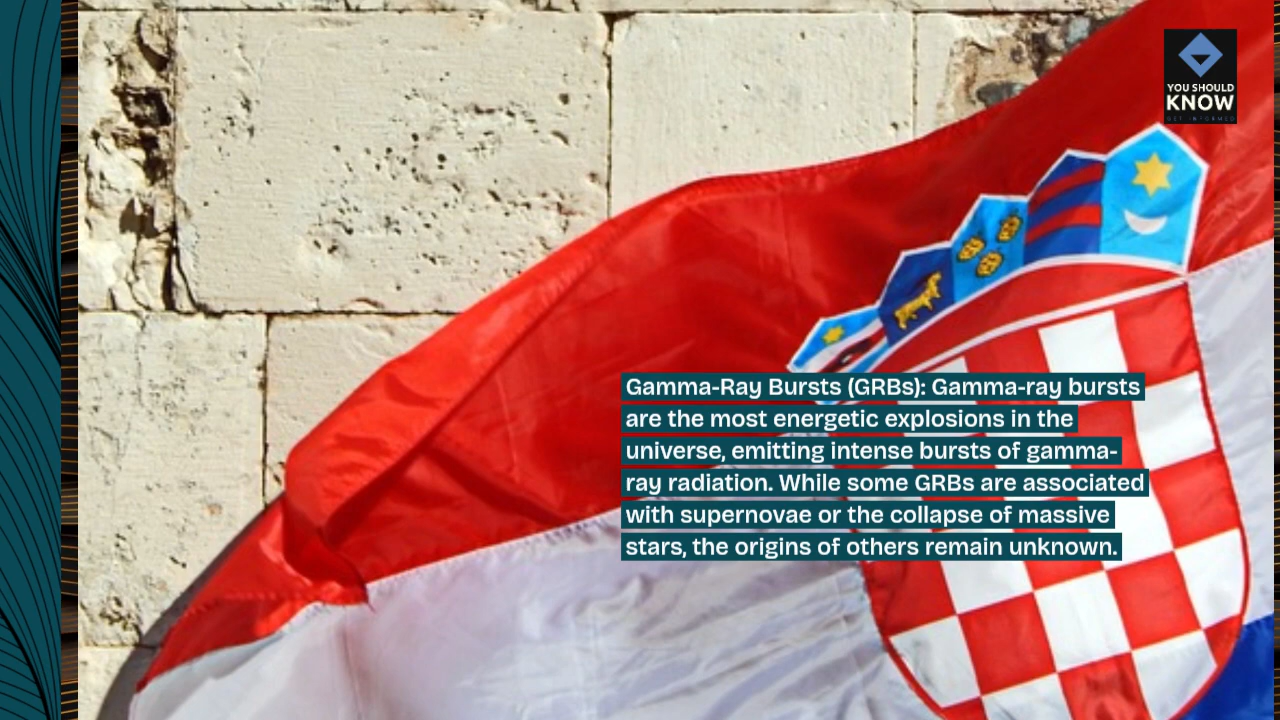 YOU SHOULD
KNOW
GET INFORMED
Gamma-Ray Bursts (GRBs): Gamma-ray bursts
are the most energetic explosions in the
universe, emitting intense bursts of gamma-
ray radiation. While some GRBs are associated
with supernovae or the collapse of massive
stars, the origins of others remain unknown.